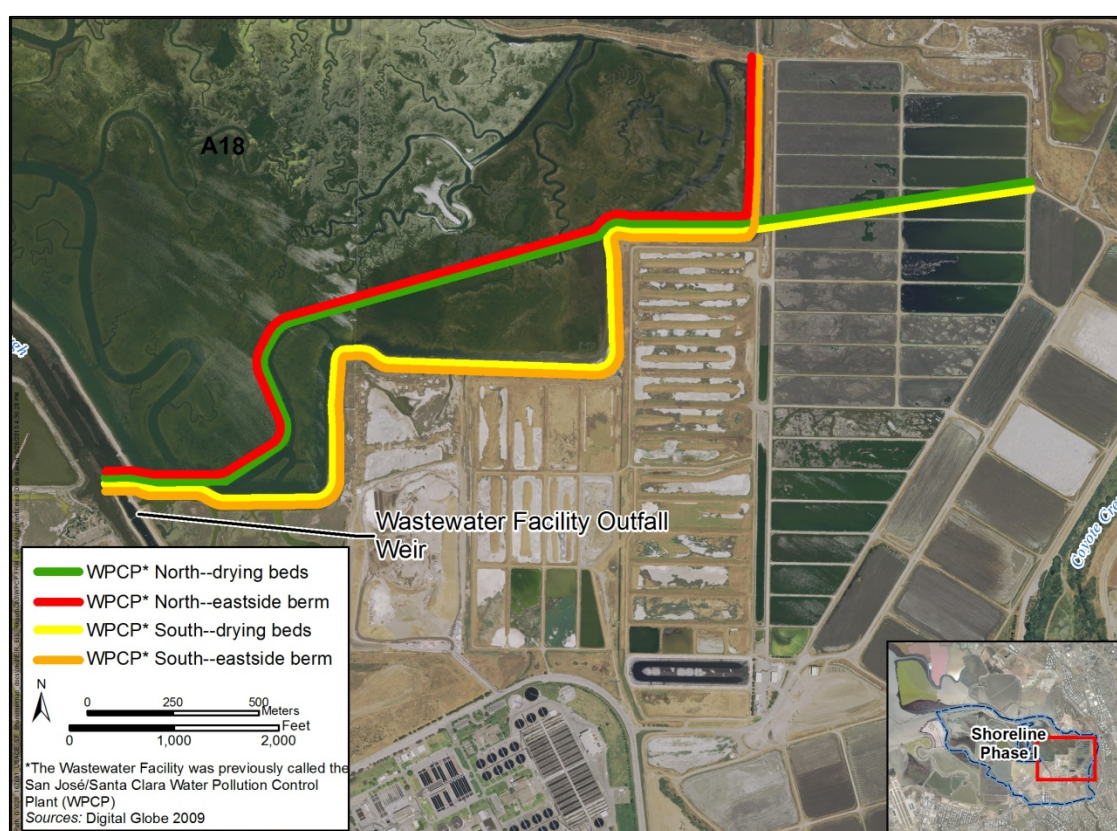 A18
Wastewater Facility Outfall
Weir
Coyote Cre
WPCP* North--drying beds
WPCP* North--eastside berm
WPCP* South--drying beds
WPCP* South--eastside berm
N
0 250 500
Meters
Feet
0 1,000 2,000
*The Wastewater Facility was previously called the
San José/Santa Clara Water Pollution Control
Plant (WPCP)
Sources: Digital Globe 2009
Shoreline
Phase I